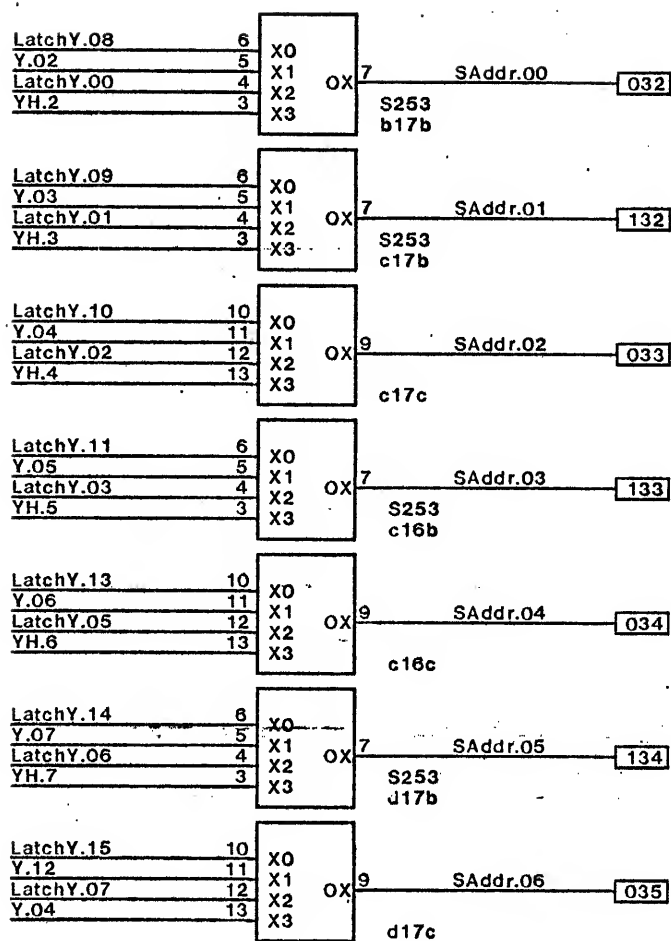 LatchY.08 6 X0
Y.02 5 X1 OX 7 SAddr.00 032
LatchY.00 4 X2
YH.2 3 X3
S253
b17b
LatchY.09 6 X0
Y.03 5 X1 OX 7 SAddr.01 132
LatchY.01 4 X2
YH.3 3 X3
S253
c17b
LatchY.10 10 X0
Y.04 11 X1 OX 9 SAddr.02 033
LatchY.02 12 X2
YH.4 13 X3
c17c
LatchY.11 6 X0
Y.05 5 X1 OX 7 SAddr.03 133
LatchY.03 4 X2
YH.5 3 X3
S253
c16b
LatchY.13 10 X0
Y.06 11 X1 OX 9 SAddr.04 034
LatchY.05 12 X2
YH.6 13 X3
c16c
LatchY.14 6 X0
Y.07 5 X1 OX 7 SAddr.05 134
LatchY.06 4 X2
YH.7 3 X3
S253
d17b
LatchY.15 10 X0
Y.12 11 X1 OX 9 SAddr.06 035
LatchY.07 12 X2
Y.04 13 X3
d17c